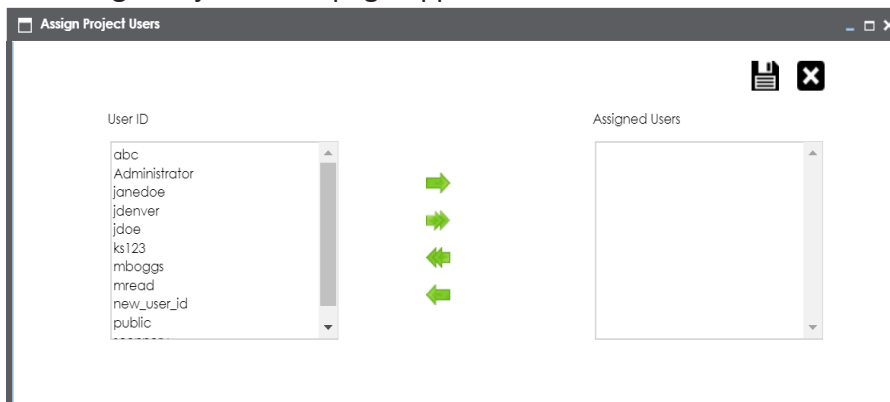 Assign Project Users
User ID
Assigned Users
abc
Administrator
janedoe
jdenver
jdoe
ks123
mboggs
mread
new_user_id
public